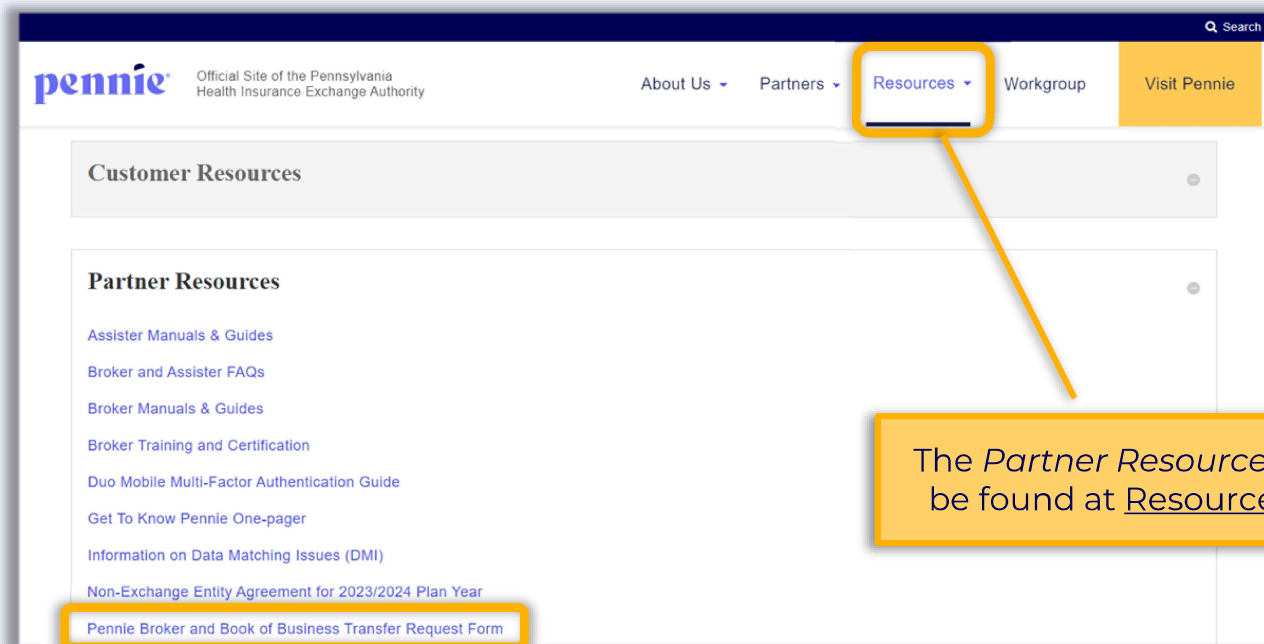 Search
pennie
Official Site of the Pennsylvania
Health Insurance Exchange Authority
About Us Partners Resources Workgroup Visit Pennie
Customer Resources
Partner Resources
Assister Manuals & Guides
Broker and Assister FAQs
Broker Manuals & Guides
Broker Training and Certification
Duo Mobile Multi-Factor Authentication Guide
Get To Know Pennie One-pager
Information on Data Matching Issues (DMI)
Non-Exchange Entity Agreement for 2023/2024 Plan Year
Pennie Broker and Book of Business Transfer Request Form
The Partner Resource
be found at Resource